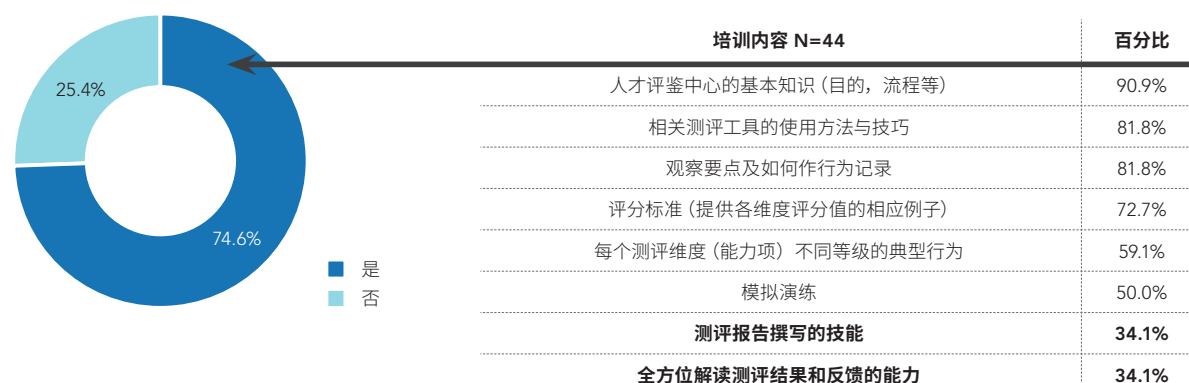 25.4%
74.6%
是
否
培训内容 N=44 百分比
人才评鉴中心的基本知识（目的，流程等） 90.9%
相关测评工具的使用方法与技巧 81.8%
观察要点及如何作行为记录 81.8%
评分标准（提供各维度评分值的相应例子） 72.7%
每个测评维度（能力项）不同等级的典型行为 59.1%
模拟演练 50.0%
测评报告撰写的技能 34.1%
全方位解读测评结果和反馈的能力 34.1%